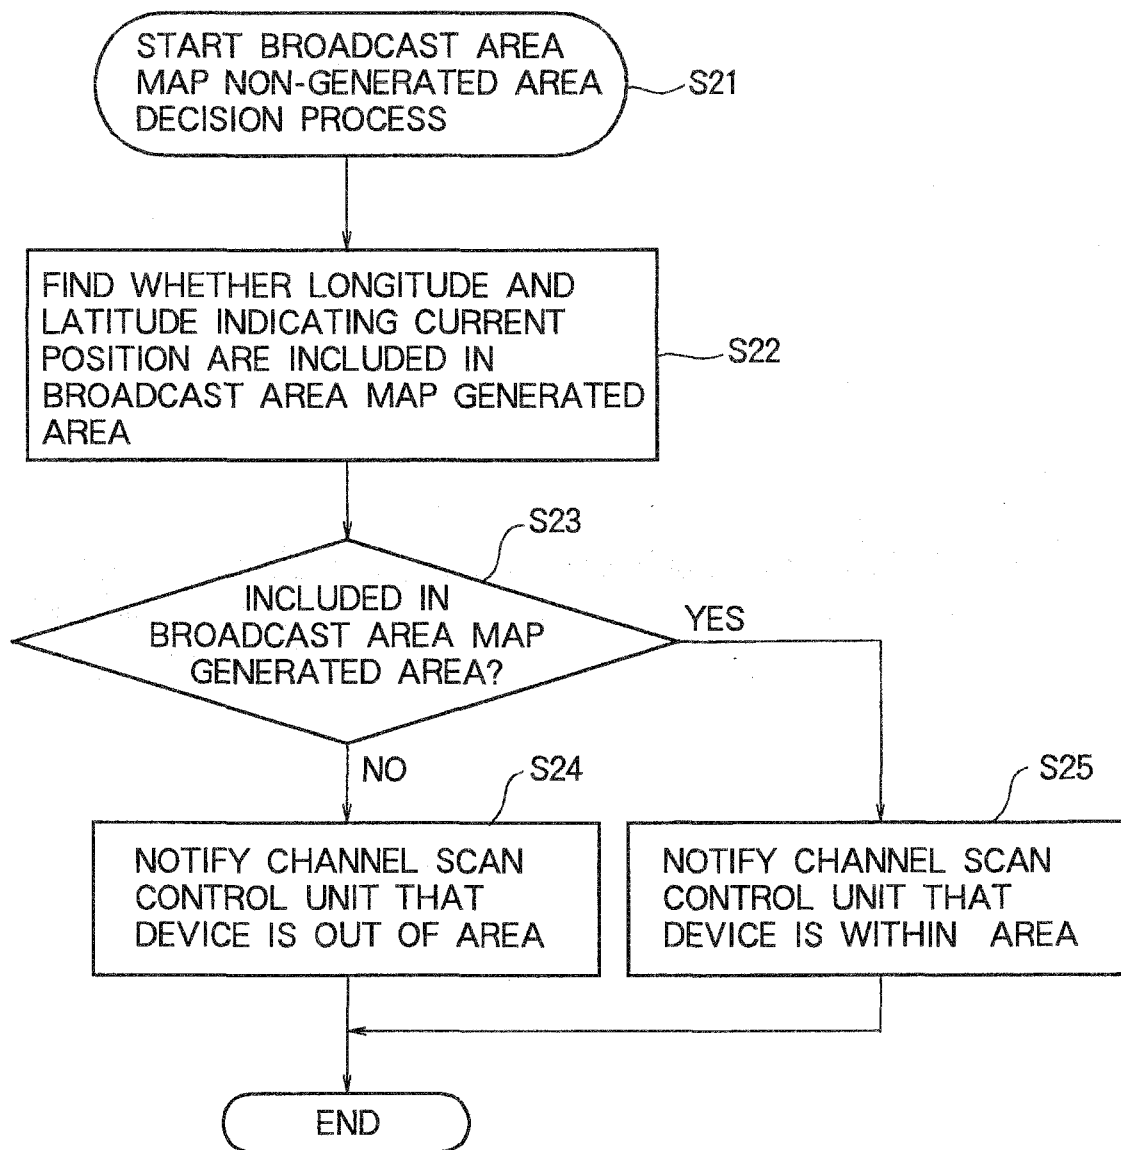 START BROADCAST AREA
MAP NON-GENERATED AREA
DECISION PROCESS
S21
FIND WHETHER LONGITUDE AND
LATITUDE INDICATING CURRENT
POSITION ARE INCLUDED IN
BROADCAST AREA MAP GENERATED
AREA
S22
S23
INCLUDED IN
BROADCAST AREA MAP
GENERATED AREA?
YES
NO
S24
NOTIFY CHANNEL SCAN
CONTROL UNIT THAT
DEVICE IS OUT OF AREA
S25
NOTIFY CHANNEL SCAN
CONTROL UNIT THAT
DEVICE IS WITHIN AREA
END